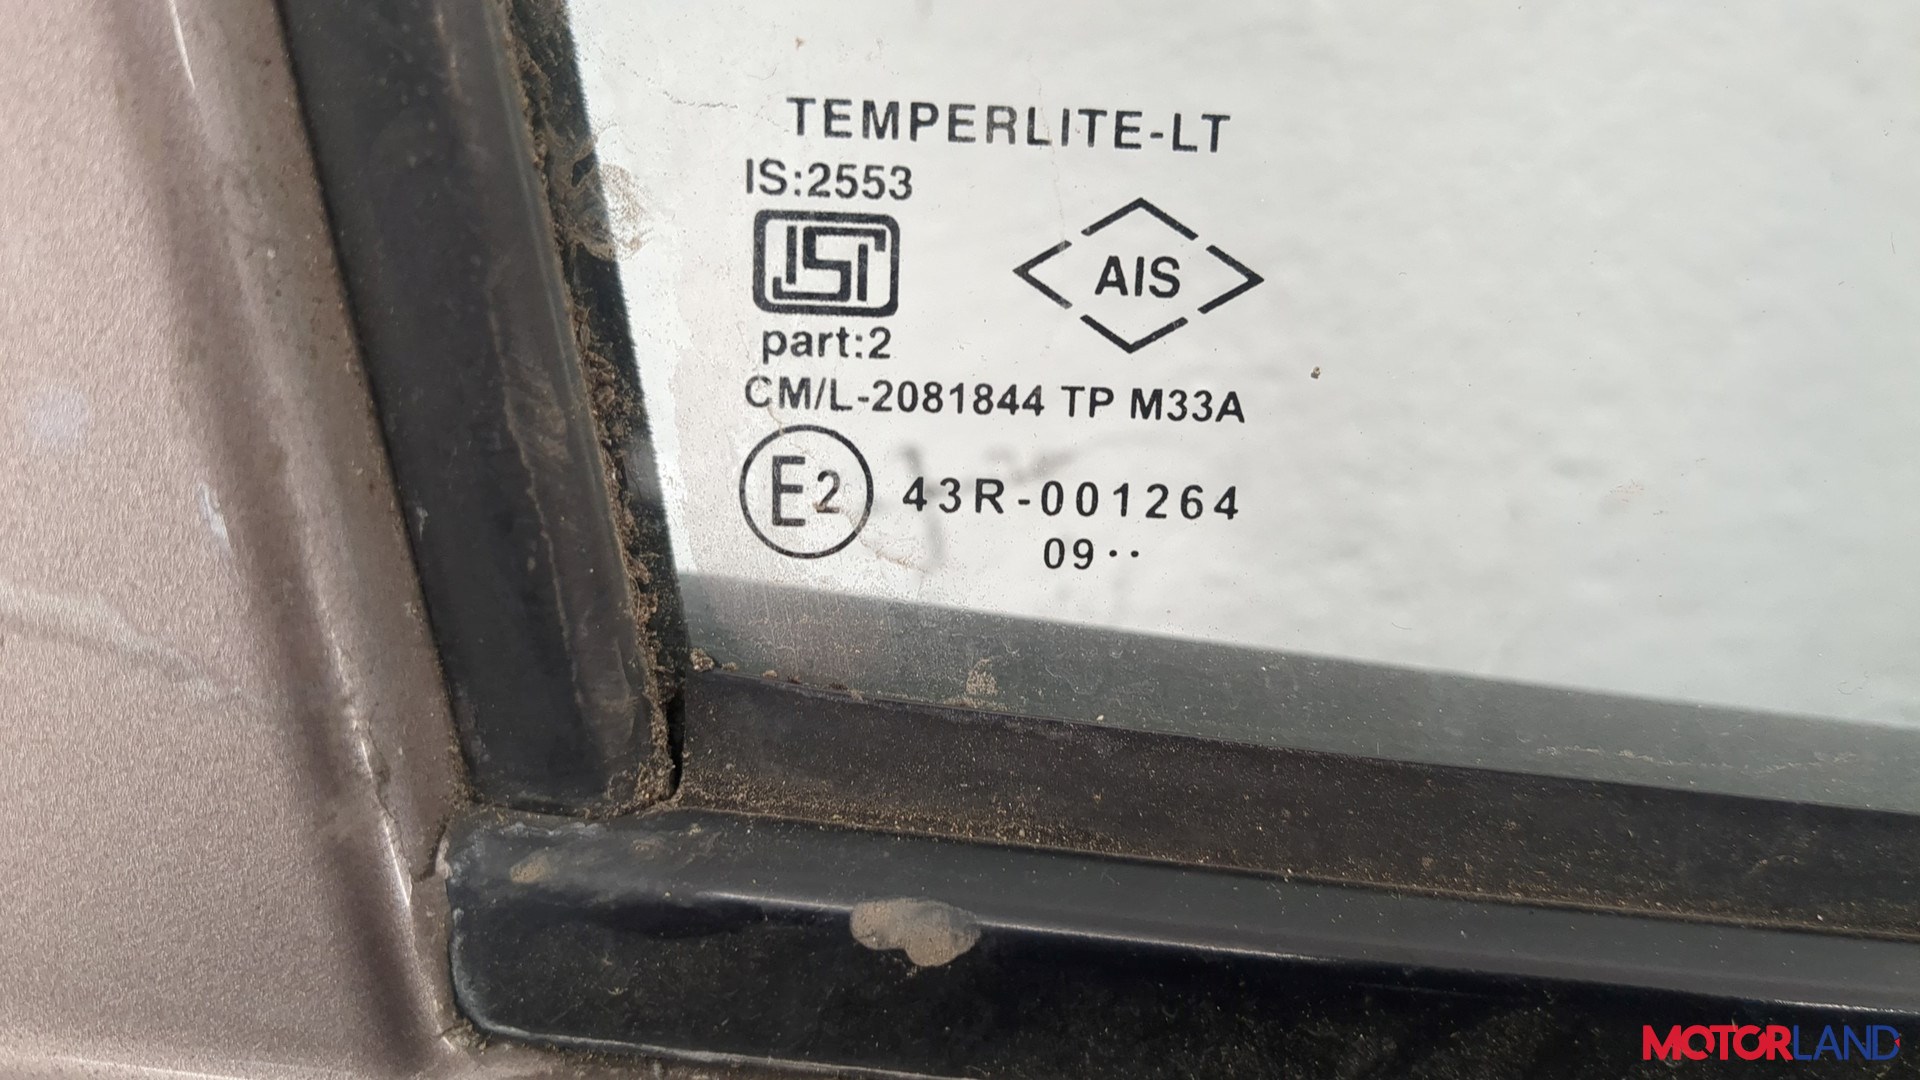 TEMPERLITE-LT
IS:2553
ISI
AIS
part:2
CM/L-2081844 TP M33A
E2 43R-001264
09··
MOTORLAND